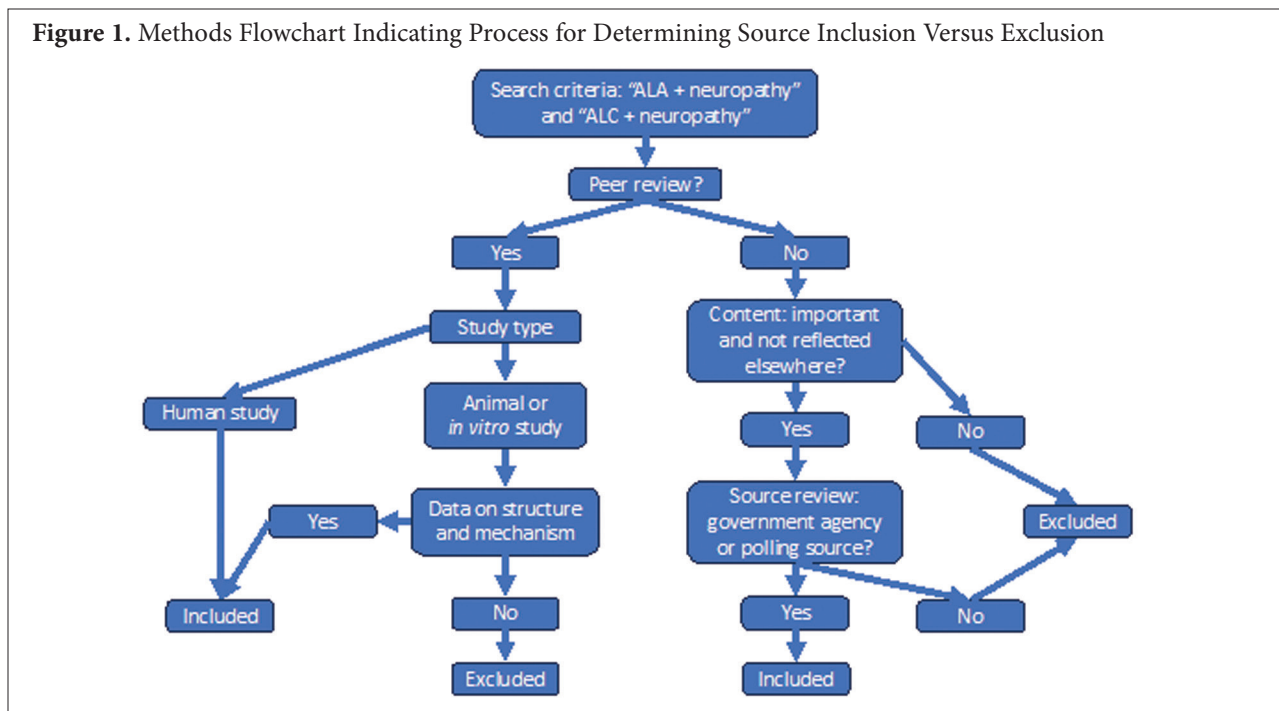 Figure 1. Methods Flowchart Indicating Process for Determining Source Inclusion Versus Exclusion
Search criteria: “ALA + neuropathy”
and “ALC + neuropathy”
Peer review?
Yes
No
Study type
Content: important
and not reflected
elsewhere?
Human study
Animal or
in vitro study
Yes
No
Yes
Data on structure
and mechanism
Source review:
government agency
or polling source?
Excluded
Included
No
Yes
No
Excluded
Included